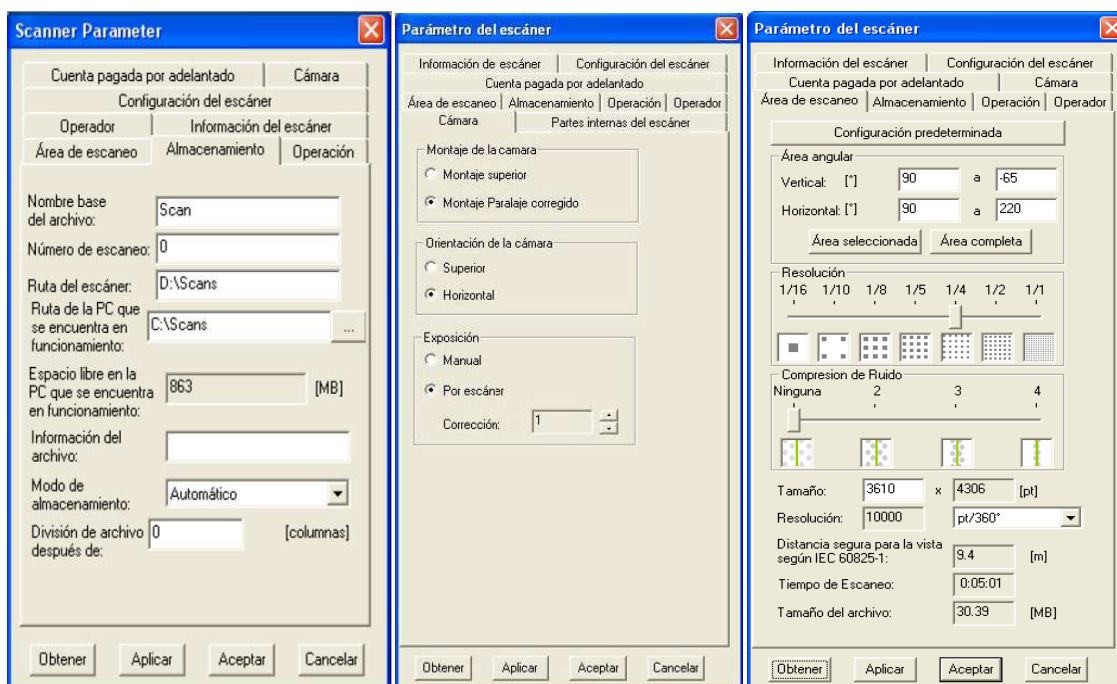 Scanner Parameter
Cuenta pagada por adelantado Cámara
Configuración del escáner
Operador Información del escáner
Área de escaneo Almacenamiento Operación
Nombre base
del archivo: Scan
Número de escaneo: 0
Ruta del escáner: D:\Scans
Ruta de la PC que
se encuentra en C:\Scans ...
funcionamiento:
Espacio libre en la
PC que se encuentra 863 [MB]
en funcionamiento:
Información del
archivo:
Modo de
almacenamiento: Automático
División de archivo 0 [columnas]
después de:
Obtener Aplicar Aceptar Cancelar
Parámetro del escáner
Información de escáner Configuración del escáner
Cuenta pagada por adelantado
Área de escaneo Almacenamiento Operación Operador
Cámara Partes internas del escáner
Montaje de la camara
Montaje superior
Montaje Paralaje corregido
Orientación de la cámara
Superior
Horizontal
Exposición
Manual
Por escáner
Corrección: 1
Obtener Aplicar Aceptar Cancelar
Parámetro del escáner
Información del escáner Configuración del escáner
Cuenta pagada por adelantado Cámara
Área de escaneo Almacenamiento Operación Operador
Configuración predeterminada
Área angular
Vertical: [°] 90 a -65
Horizontal: [°] 90 a 220
Área seleccionada Área completa
Resolución
1/16 1/10 1/8 1/5 1/4 1/2 1/1
Compresion de Ruido
Ninguna 2 3 4
Tamaño: 3610 x 4306 [pt]
Resolución: 10000 pt/360°
Distancia segura para la vista
según IEC 60825-1: 9.4 [m]
Tiempo de Escaneo: 0:05:01
Tamaño del archivo: 30.39 [MB]
Obtener Aplicar Aceptar Cancelar